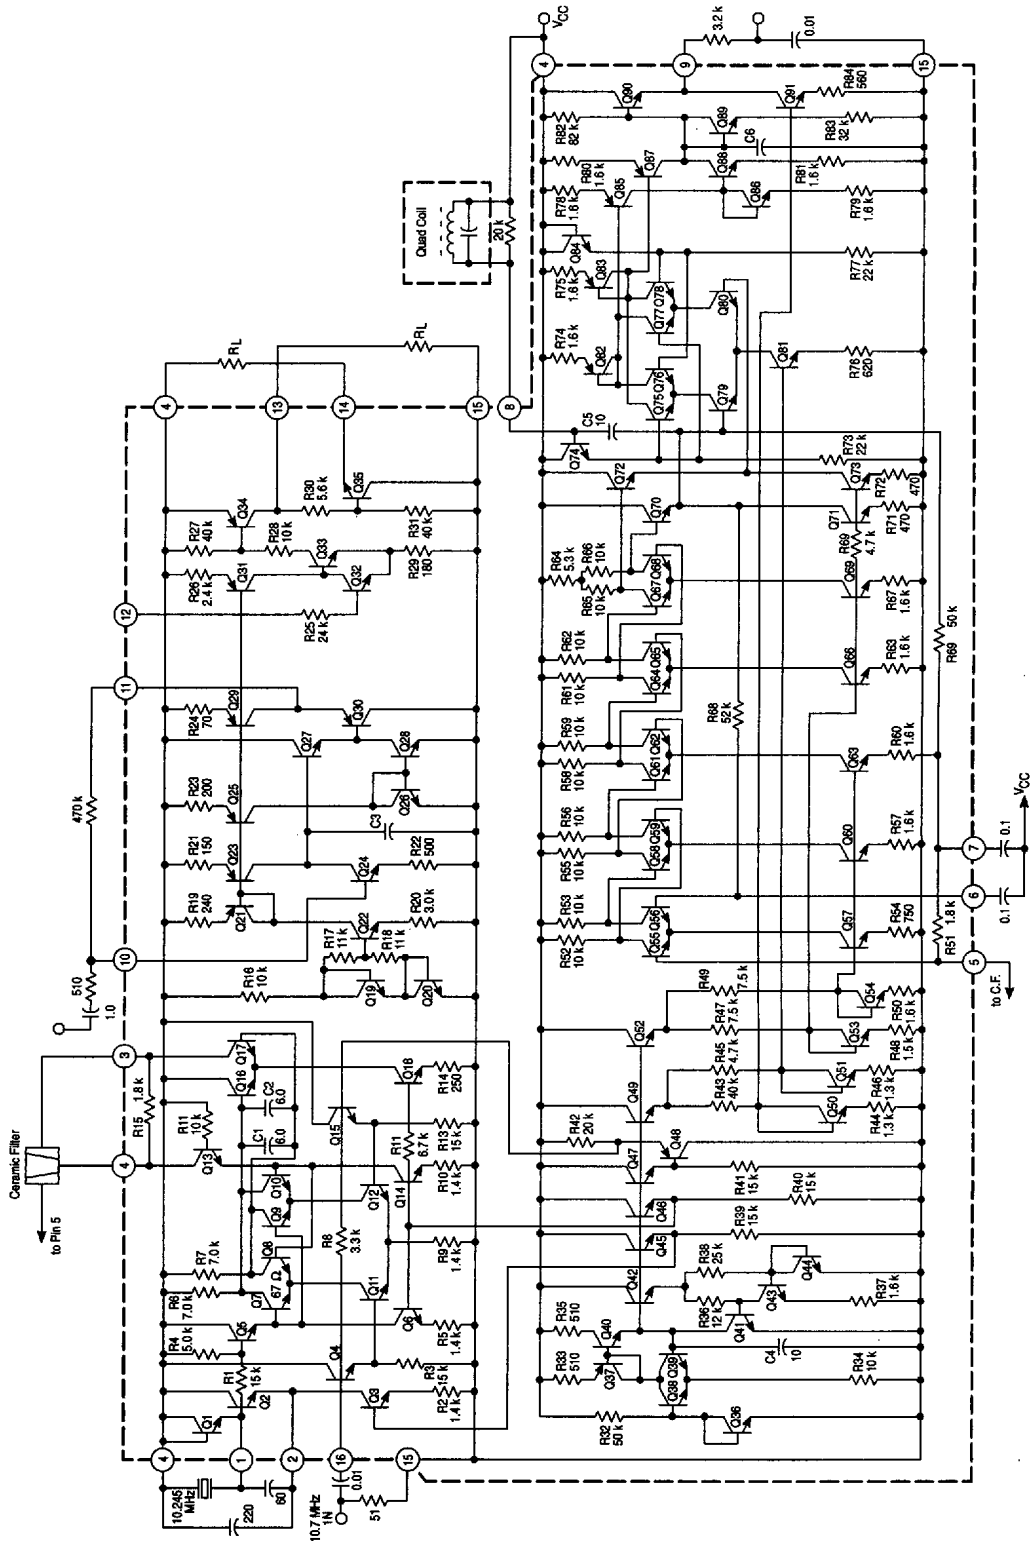 Ceramic Filter
to Pin 5
4
3
10
11
12
10.245
MHz
220
60
4
1
2
16
15
10.7 MHz
1N
0.01
51
Q1
R1
15 k
Q2
Q3
R2
1.4 k
R3
15 k
Q4
R4
5.0 k
Q5
R5
1.4 k
Q6
R6
7.0 k
R7
7.0 k
Q7
67 Ω
Q8
R8
3.3 k
Q9
Q10
Q11
Q12
R9
1.4 k
R10
1.4 k
C1
6.0
C2
6.0
Q13
R11
10 k
Q14
R11
6.7 k
R13
15 k
Q15
R14
250
R15
1.8 k
Q16
Q17
Q18
1.0
510
470 k
R16
10 k
Q19
Q20
R17
11 k
R18
11 k
R19
240
Q21
Q22
R20
3.0 k
R21
150
Q23
Q24
R22
500
C3
R23
200
Q25
Q26
Q27
Q28
R24
70
Q29
Q30
R25
24 k
R26
2.4 k
Q31
Q32
R27
40 k
R28
10 k
Q33
R29
180
Q34
R30
5.6 k
R31
40 k
Q35
4
13
14
15
8
RL
RL
Quad Coil
20 k
VCC
4
R32
50 k
Q36
R33
510
Q37
R35
510
Q40
Q38
Q39
R34
10 k
C4
10
Q41
R36
12 k
Q42
R38
25 k
Q43
Q44
R37
1.6 k
Q45
R39
15 k
Q46
R40
15 k
Q47
R41
15 k
Q48
R42
20 k
Q49
R43
40 k
R45
4.7 k
Q50
R44
1.3 k
Q51
R46
1.3 k
Q52
R47
7.5 k
R49
7.5 k
Q53
R48
1.5 k
Q54
R50
1.6 k
R52
10 k
R53
10 k
Q55
Q56
Q57
R54
750
R51
1.8 k
R55
10 k
R56
10 k
Q58
Q59
Q60
R57
1.6 k
R58
10 k
R59
10 k
Q61
Q62
Q63
R60
1.6 k
R61
10 k
R62
10 k
Q64
Q65
Q66
R63
1.6 k
R68
52 k
R64
5.3 k
R65
10 k
R66
10 k
Q67
Q68
Q69
R67
1.6 k
R69
4.7 k
R69
50 k
Q70
Q71
R71
470
Q72
Q73
R72
470
Q74
C5
10
R73
22 k
R74
1.6 k
Q82
Q75
Q76
Q79
R75
1.6 k
Q83
Q77
Q78
Q80
Q81
R76
620
Q84
R77
22 k
R78
1.6 k
Q85
Q86
R79
1.6 k
R80
1.6 k
Q87
Q88
R81
1.6 k
C6
R82
82 k
Q89
R83
32 k
Q90
Q91
R84
560
9
15
3.2 k
0.01
5
6
7
to C.F.
0.1
0.1
VCC